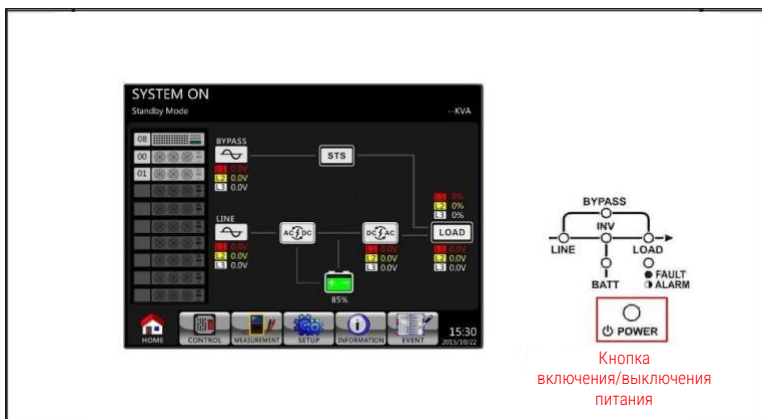 SYSTEM ON
Standby Mode
--KVA
08
00
01
BYPASS
STS
L1 0.0V
L2 0.0V
L3 0.0V
L1 0%
L2 0%
L3 0%
LINE
AC DC
DC AC
LOAD
L1 0.0V
L2 0.0V
L3 0.0V
L1 0.0V
L2 0.0V
L3 0.0V
L1 0.0V
L2 0.0V
L3 0.0V
85%
HOME
CONTROL
MEASUREMENT
SETUP
INFORMATION
EVENT
15:30
2015/10/22
BYPASS
INV
LINE
LOAD
BATT
FAULT
ALARM
POWER
Кнопка
включения/выключения
питания